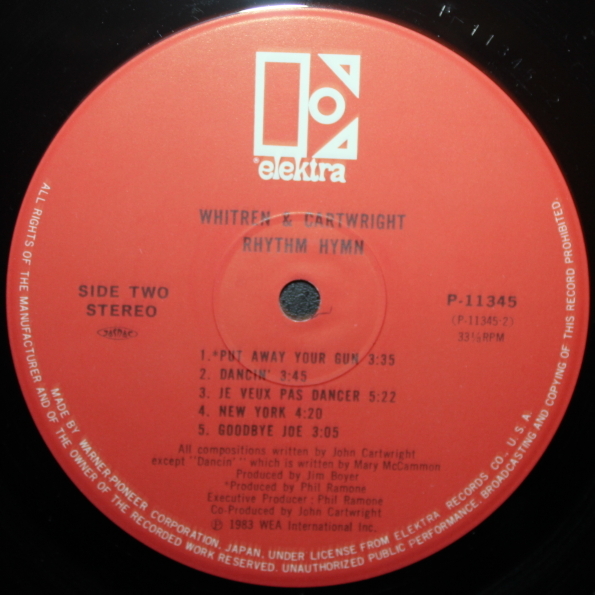 P-1134
elektra
WHITREN & CARTWRIGHT
RHYTHM HYMN
SIDE TWO
STEREO
P-11345
(P-11345-2)
33⅓RPM
1. *PUT AWAY YOUR GUN 3:35
2. DANCIN' 3:45
3. JE VEUX PAS DANCER 5:22
4. NEW YORK 4:20
5. GOODBYE JOE 3:05
All compositions written by John Cartwright
except "Dancin'" which is written by Mary McCammon
Produced by Jim Boyer
*Produced by Phil Ramone
Executive Producer : Phil Ramone
Co-Produced by John Cartwright
℗ 1983 WEA International Inc.
ALL RIGHTS OF THE MANUFACTURER AND OF THE OWNER OF THE RECORDED WORK RESERVED. UNAUTHORIZED PUBLIC PERFORMANCE, BROADCASTING AND COPYING OF THIS RECORD PROHIBITED.
MADE BY WARNER-PIONEER CORPORATION, JAPAN, UNDER LICENSE FROM ELEKTRA RECORDS CO., U.S.A.